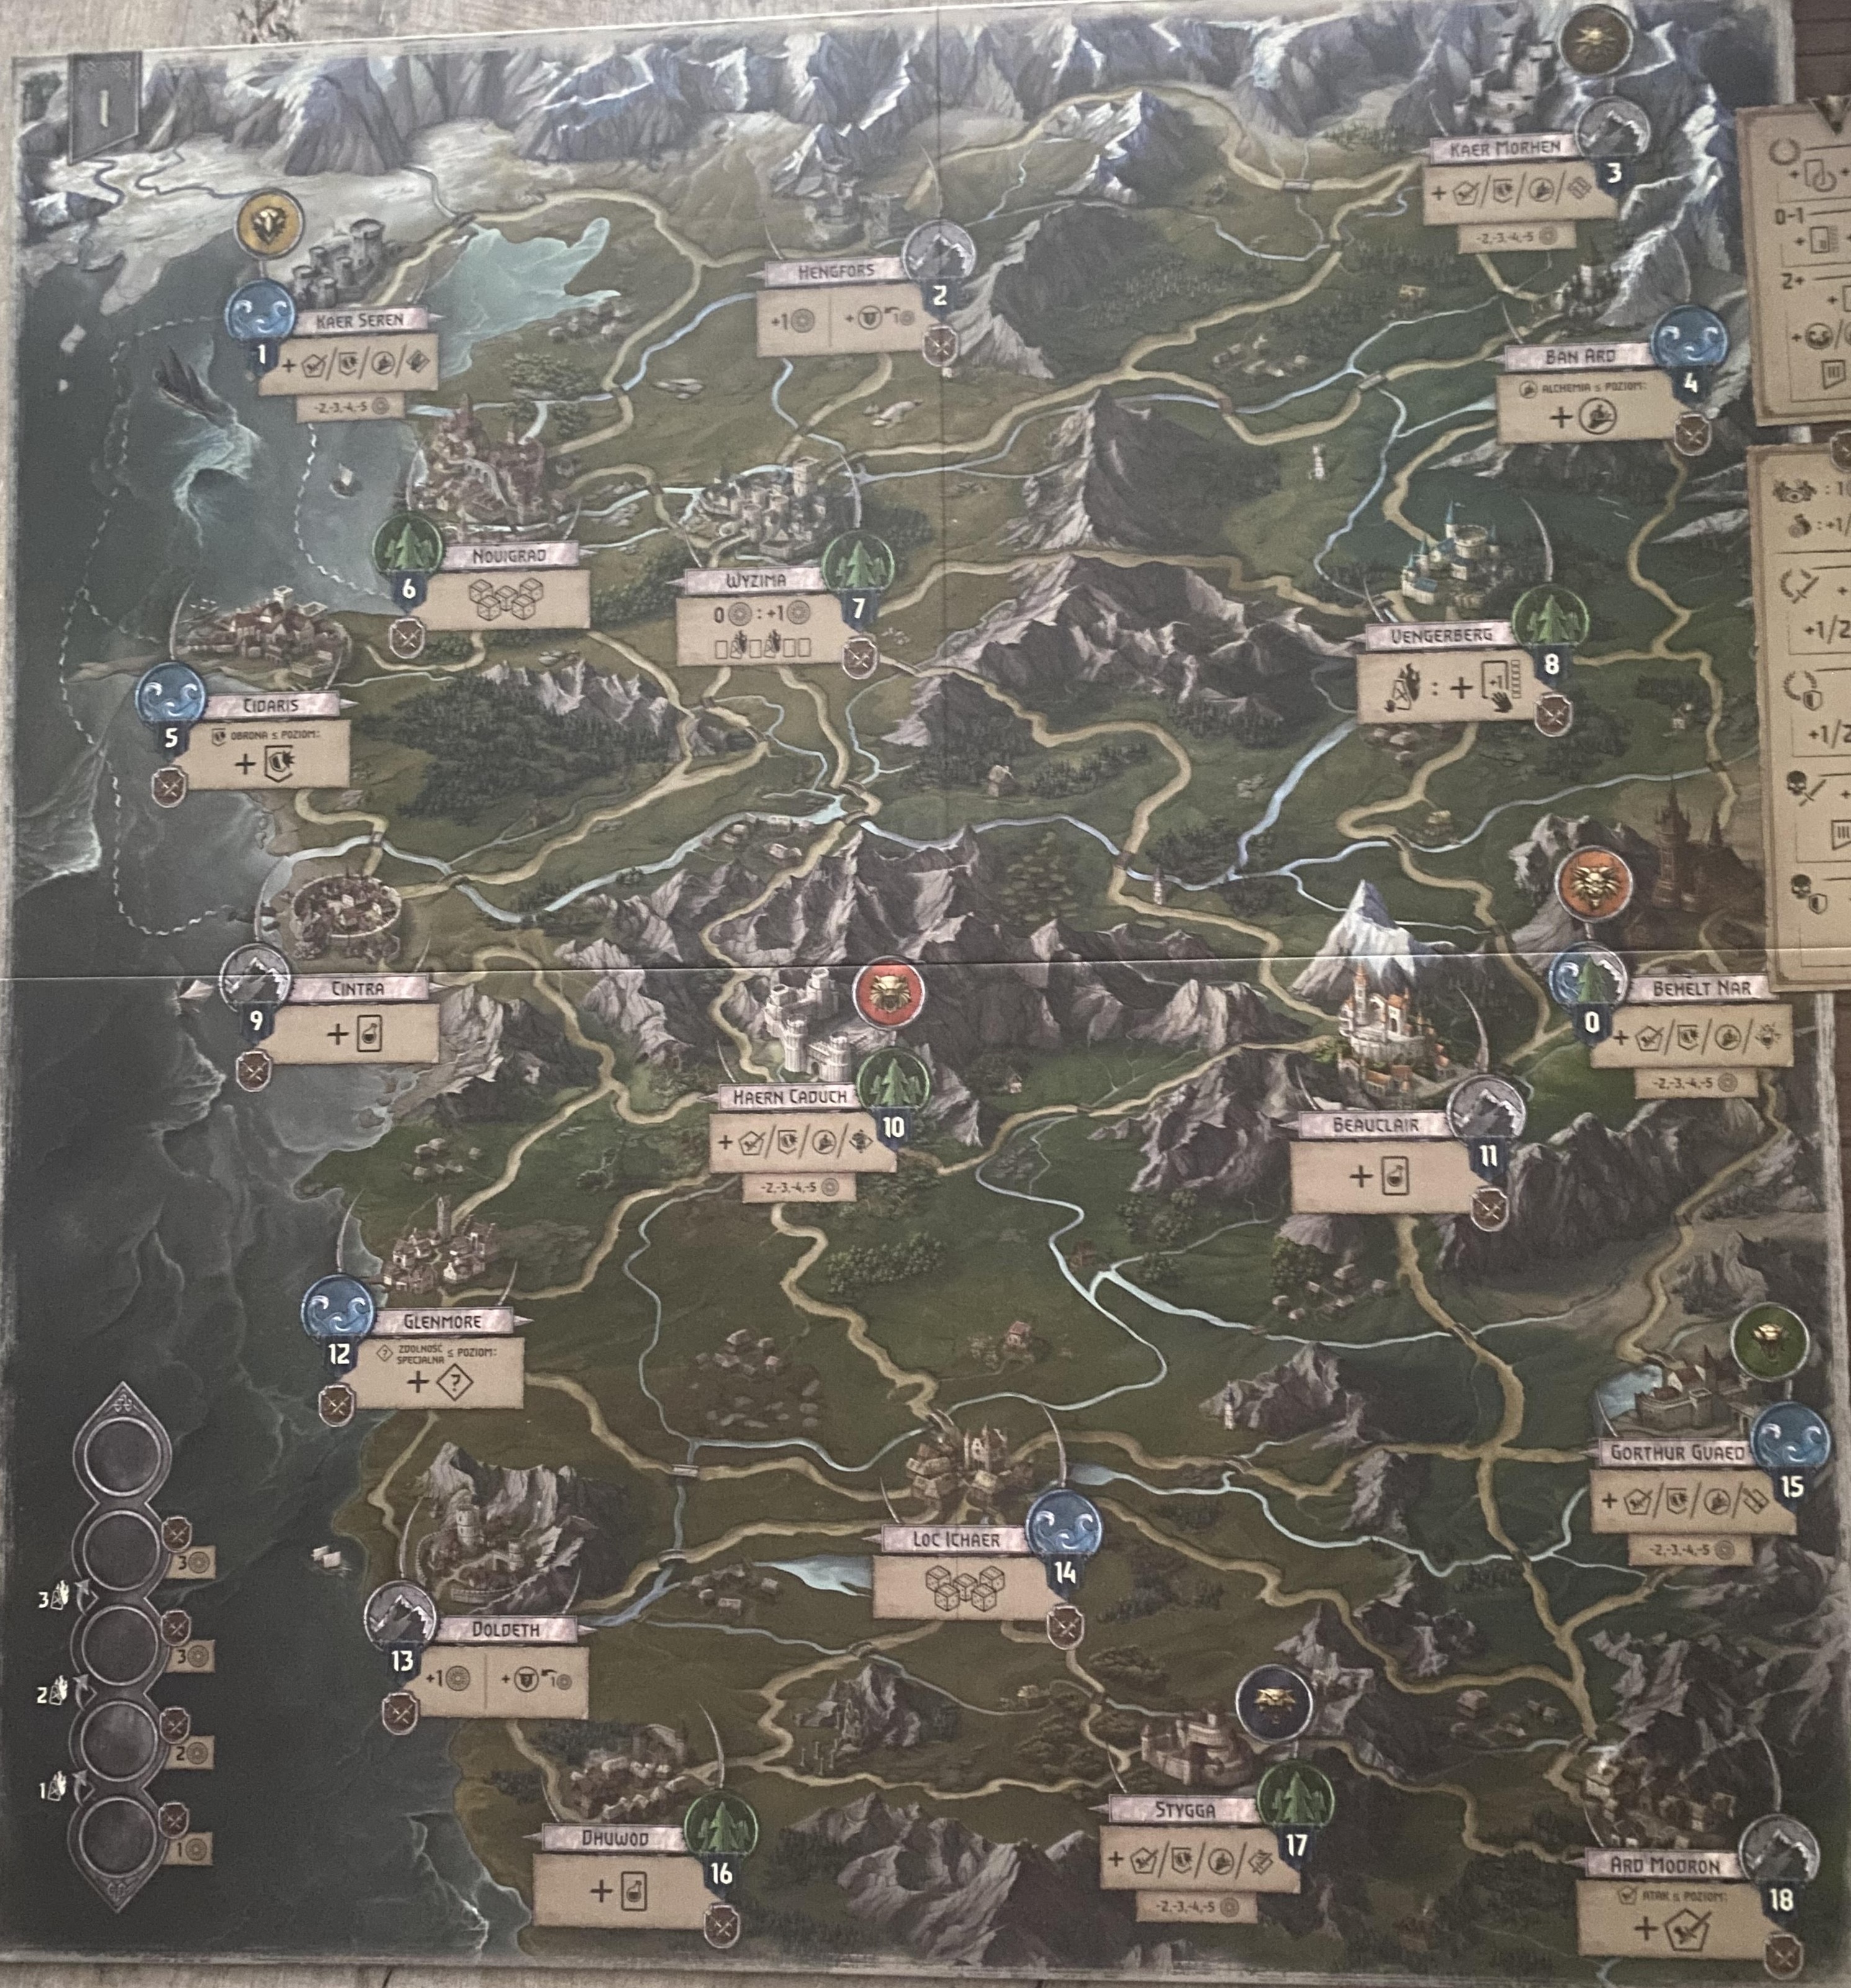 I
KAER MORHEN
3
-2,-3,-4,-5
KAER SEREN
1
-2,-3,-4,-5
HENGFORS
2
+1
+ 1
BAN ARD
4
ALCHEMIA ≤ POZIOM:
+
NOVIGRAD
6
WYZIMA
7
0 : +1
VENGERBERG
8
: + +1
CIDARIS
5
OBRONA ≤ POZIOM:
+
CINTRA
9
+
HAERN CADUCH
10
+ / / /
-2,-3,-4,-5
BEHELT NAR
0
+ / / /
-2,-3,-4,-5
BEAUCLAIR
11
+
GLENMORE
12
ZDOLNOŚĆ
SPECJALNA ≤ POZIOM:
+ ?
GORTHUR GVAED
15
+ / / /
-2,-3,-4,-5
LOC ICHAER
14
DOLDETH
13
+1
+ 1
DHUWOD
16
+
STYGGA
17
+ / / /
-2,-3,-4,-5
ARD MODRON
18
ATAK ≤ POZIOM:
+
3
3
3
2
2
1
1
0-1
2+
+1/2
+1/2
III